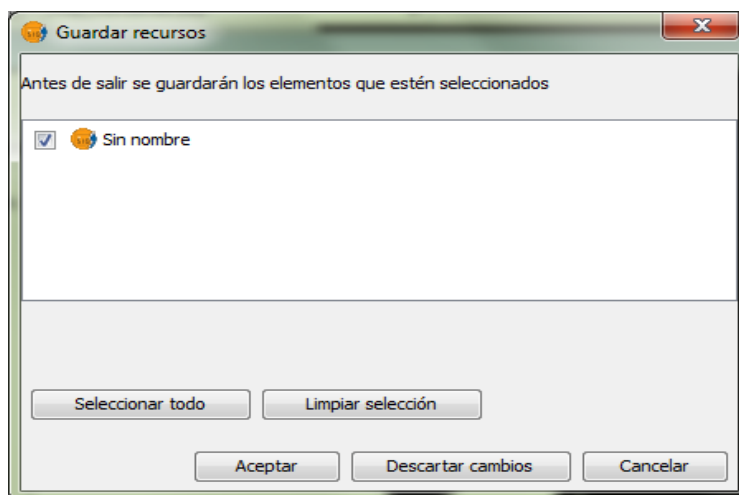 Guardar recursos
Antes de salir se guardarán los elementos que estén seleccionados
Sin nombre
Seleccionar todo
Limpiar selección
Aceptar
Descartar cambios
Cancelar